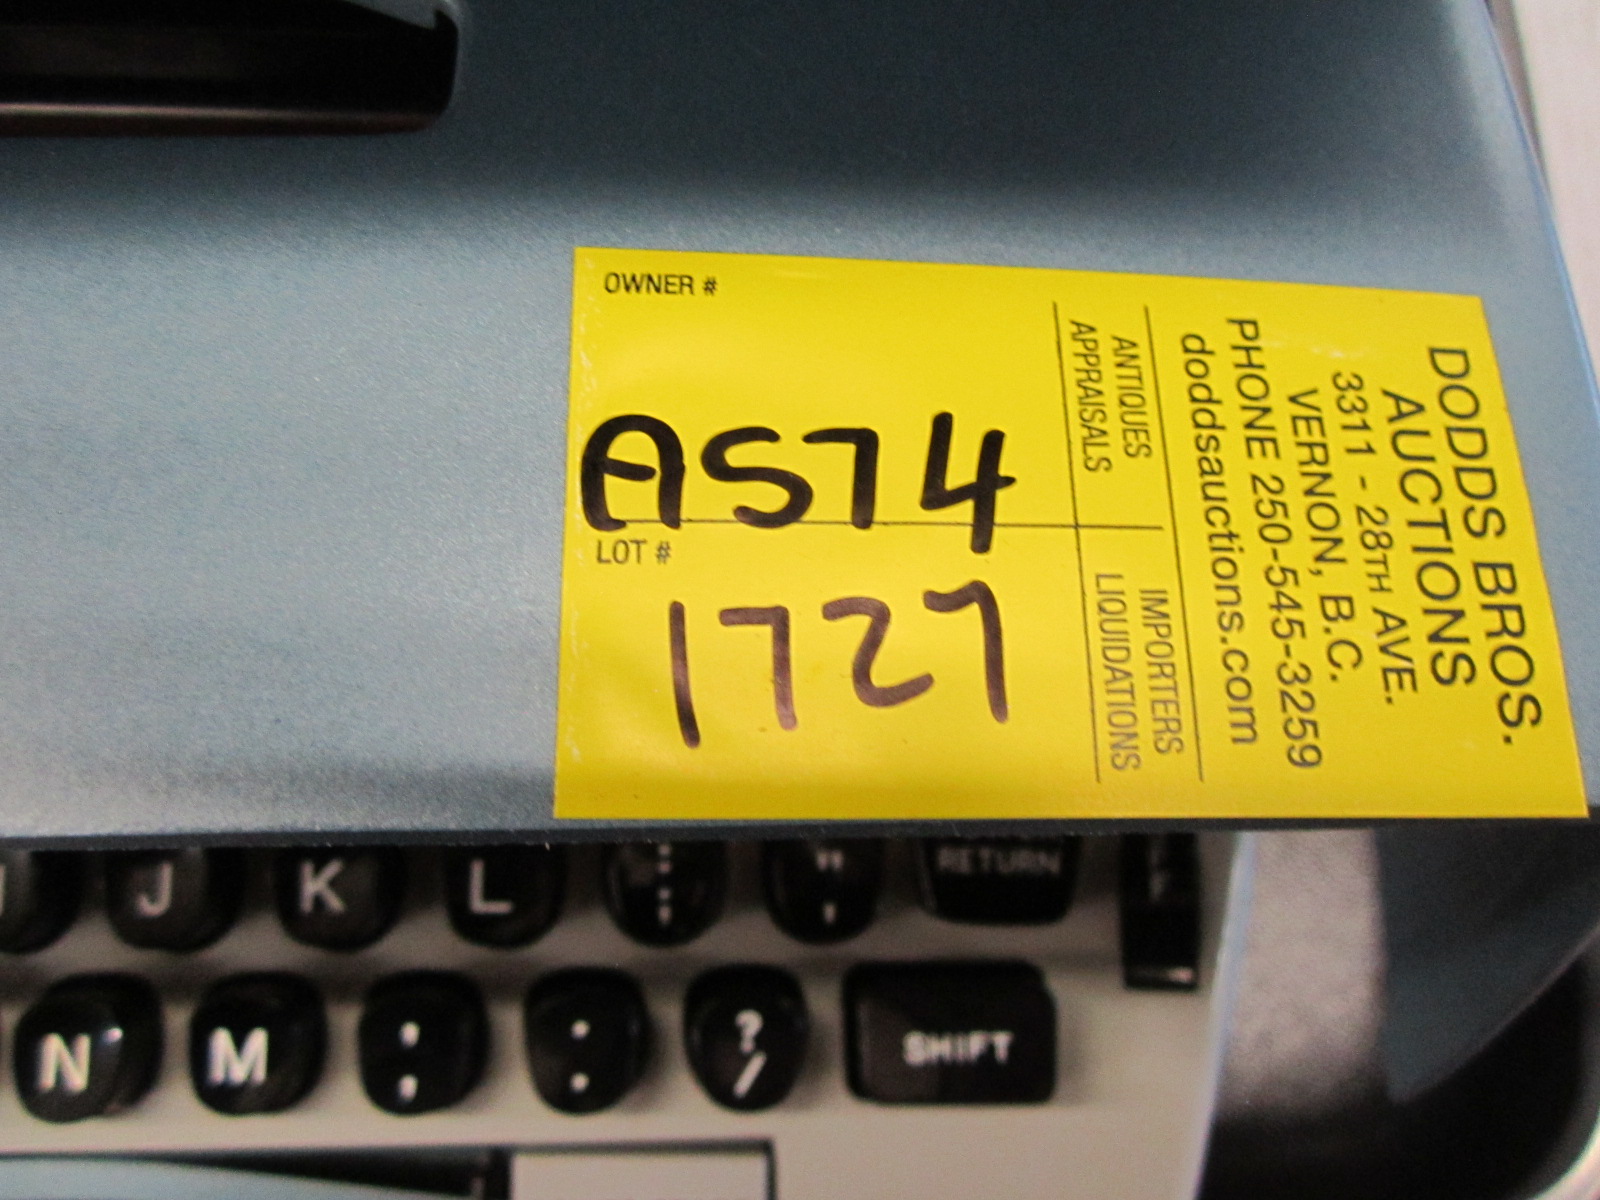 OWNER #
A574
LOT #
1727
ANTIQUES
APPRAISALS
IMPORTERS
LIQUIDATIONS
DODDS BROS.
AUCTIONS
3311 - 28TH AVE.
VERNON, B.C.
PHONE 250-545-3259
doddsauctions.com
J K L : ; " ' RETURN
N M , , . . ? / SHIFT